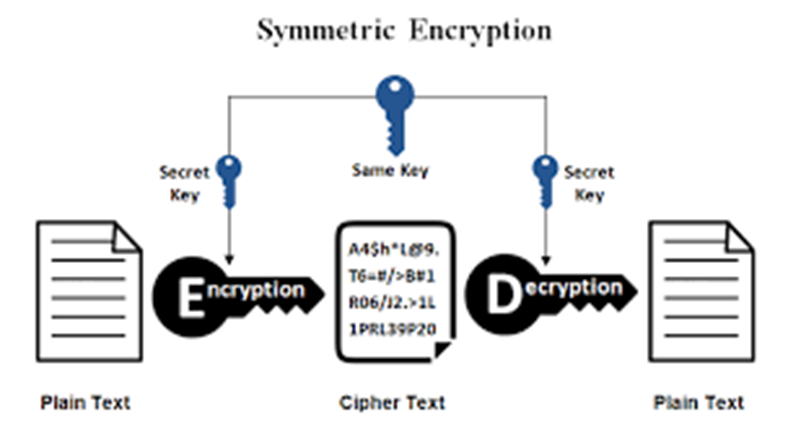 Symmetric Encryption
Same Key
Secret
Key
Secret
Key
Encryption
A4$h*L@9.
T6=#/>B#1
R06/J2.>1L
1PRL39P20
Decryption
Plain Text
Cipher Text
Plain Text